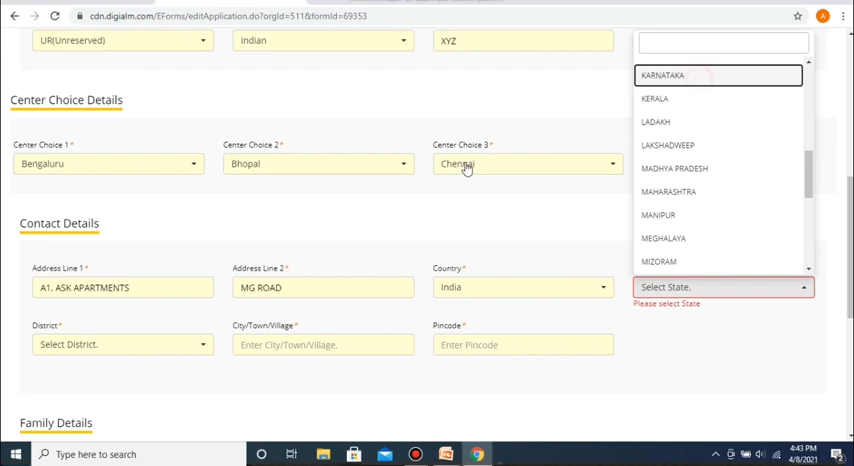 cdn.digialm.com/EForms/editApplication.do?orgId=511&formId=69353
A
UR(Unreserved)
Indian
XYZ
KARNATAKA
KERALA
LADAKH
LAKSHADWEEP
MADHYA PRADESH
MAHARASHTRA
MANIPUR
MEGHALAYA
MIZORAM
Center Choice Details
Center Choice 1* Center Choice 2* Center Choice 3*
Bengaluru Bhopal Chennai
Contact Details
Address Line 1* Address Line 2* Country*
A1, ASK APARTMENTS MG ROAD India Select State.
Please select State
District* City/Town/Village* Pincode*
Select District. Enter City/Town/Village. Enter Pincode
Family Details
Type here to search
4:43 PM
4/8/2021
2